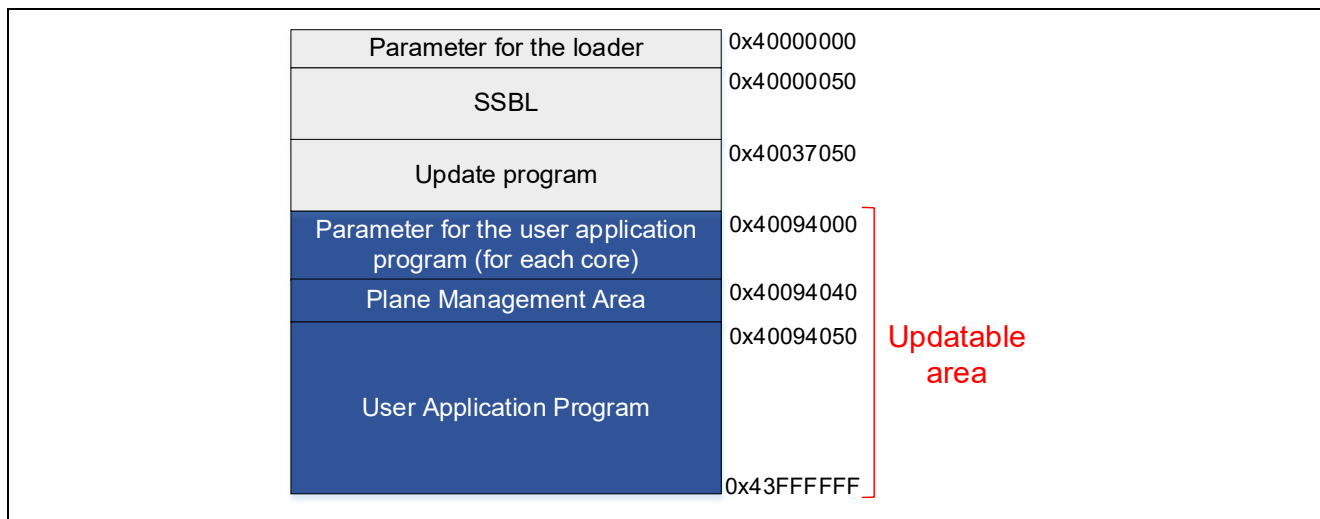 Parameter for the loader
0x40000000
0x40000050
SSBL
0x40037050
Update program
0x40094000
Parameter for the user application
program (for each core)
0x40094040
Plane Management Area
0x40094050
Updatable
area
User Application Program
0x43FFFFFF